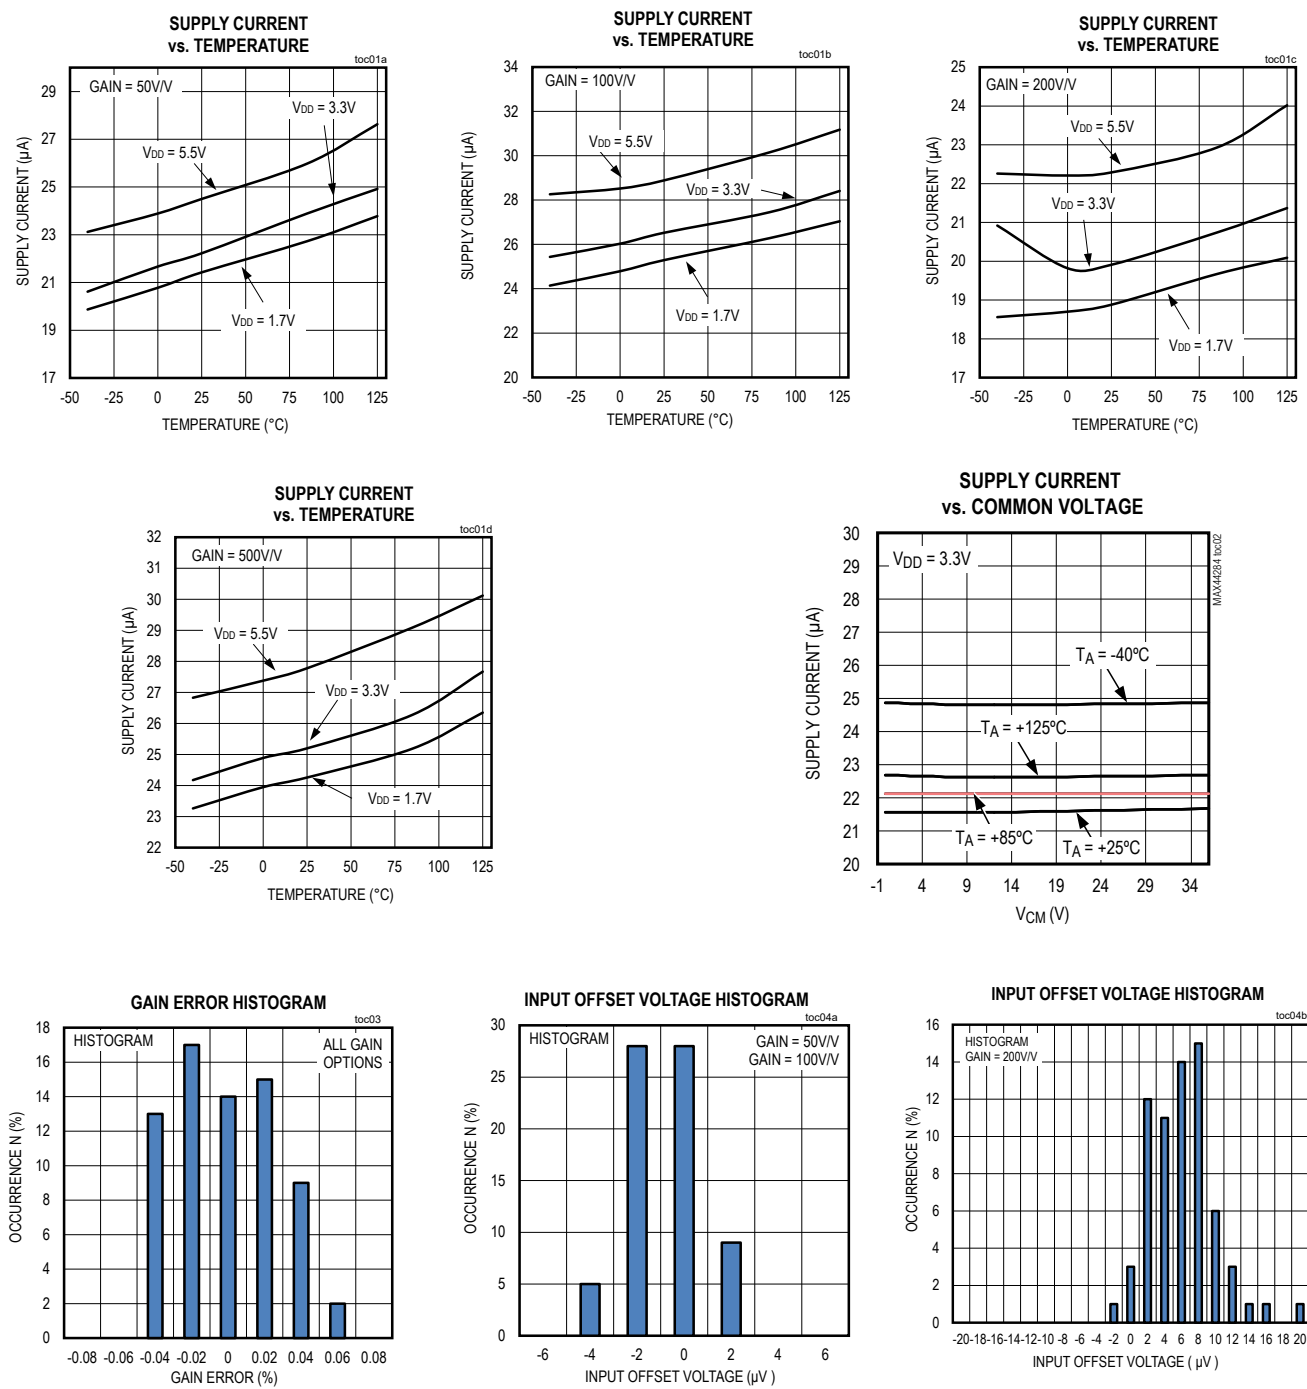 SUPPLY CURRENT
vs. TEMPERATURE
toc01a
GAIN = 50V/V
VDD = 3.3V
VDD = 5.5V
VDD = 1.7V
SUPPLY CURRENT (µA)
29
27
25
23
21
19
17
-50 -25 0 25 50 75 100 125
TEMPERATURE (°C)
SUPPLY CURRENT
vs. TEMPERATURE
toc01b
GAIN = 100V/V
VDD = 5.5V
VDD = 3.3V
VDD = 1.7V
SUPPLY CURRENT (µA)
34
32
30
28
26
24
22
20
-50 -25 0 25 50 75 100 125
TEMPERATURE (°C)
SUPPLY CURRENT
vs. TEMPERATURE
toc01c
GAIN = 200V/V
VDD = 5.5V
VDD = 3.3V
VDD = 1.7V
SUPPLY CURRENT (µA)
25
24
23
22
21
20
19
18
17
-50 -25 0 25 50 75 100 125
TEMPERATURE (°C)
SUPPLY CURRENT
vs. TEMPERATURE
toc01d
GAIN = 500V/V
VDD = 5.5V
VDD = 3.3V
VDD = 1.7V
SUPPLY CURRENT (µA)
32
31
30
29
28
27
26
25
24
23
22
-50 -25 0 25 50 75 100 125
TEMPERATURE (°C)
SUPPLY CURRENT
vs. COMMON VOLTAGE
MAX44284 toc02
VDD = 3.3V
TA = -40ºC
TA = +125ºC
TA = +85ºC
TA = +25ºC
SUPPLY CURRENT (µA)
30
29
28
27
26
25
24
23
22
21
20
-1 4 9 14 19 24 29 34
VCM (V)
GAIN ERROR HISTOGRAM
toc03
HISTOGRAM
ALL GAIN
OPTIONS
OCCURRENCE N (%)
18
16
14
12
10
8
6
4
2
0
-0.08 -0.06 -0.04 -0.02 0 0.02 0.04 0.06 0.08
GAIN ERROR (%)
INPUT OFFSET VOLTAGE HISTOGRAM
toc04a
HISTOGRAM
GAIN = 50V/V
GAIN = 100V/V
OCCURRENCE N (%)
30
25
20
15
10
5
0
-6 -4 -2 0 2 4 6
INPUT OFFSET VOLTAGE (µV )
INPUT OFFSET VOLTAGE HISTOGRAM
toc04b
HISTOGRAM
GAIN = 200V/V
OCCURRENCE N (%)
16
14
12
10
8
6
4
2
0
-20 -18 -16 -14 -12 -10 -8 -6 -4 -2 0 2 4 6 8 10 12 14 16 18 20
INPUT OFFSET VOLTAGE ( µV )